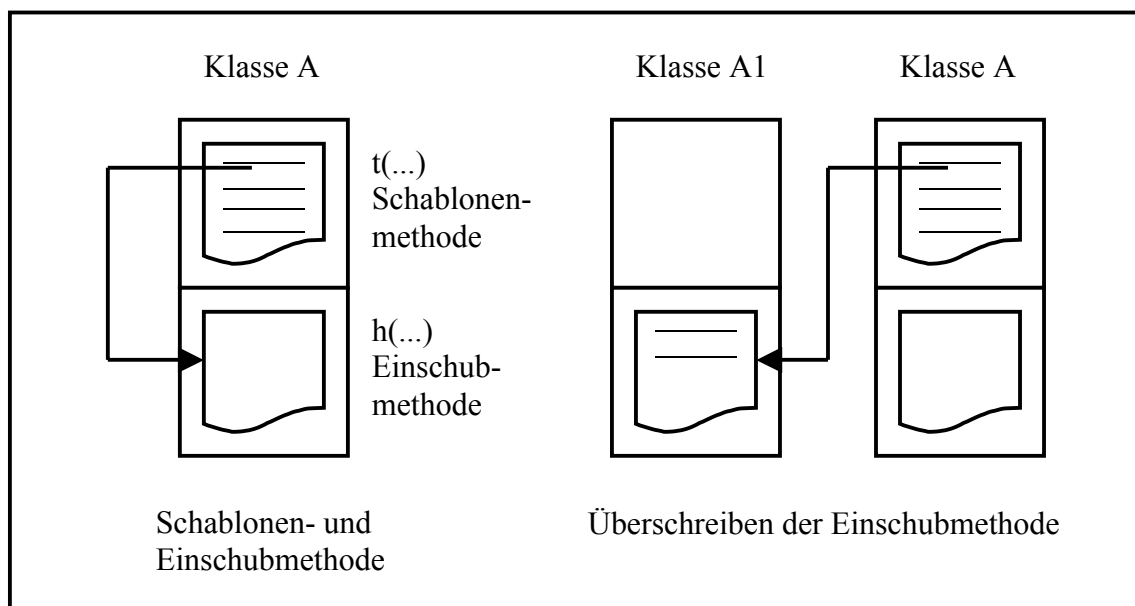 Klasse A
t(...)
Schablonen-
methode
h(...)
Einschub-
methode
Schablonen- und
Einschubmethode
Klasse A1
Klasse A
Überschreiben der Einschubmethode